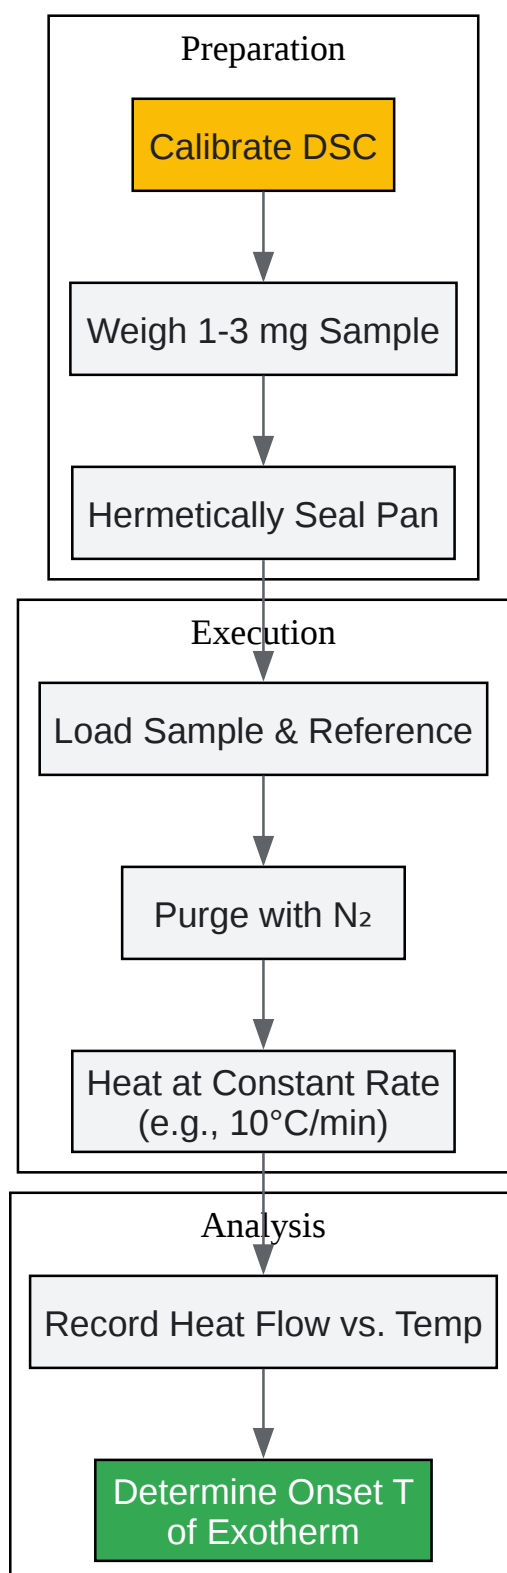 Preparation
Calibrate DSC
Weigh 1-3 mg Sample
Hermetically Seal Pan
Execution
Load Sample & Reference
Purge with N₂
Heat at Constant Rate
(e.g., 10°C/min)
Analysis
Record Heat Flow vs. Temp
Determine Onset T
of Exotherm